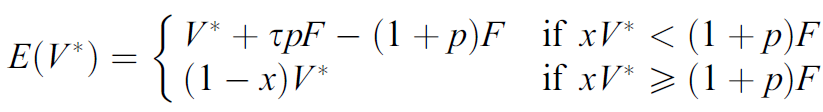 E(V*) = { V* + τpF − (1 + p)F if xV* < (1 + p)F
(1 − x)V* if xV* ⩾ (1 + p)F